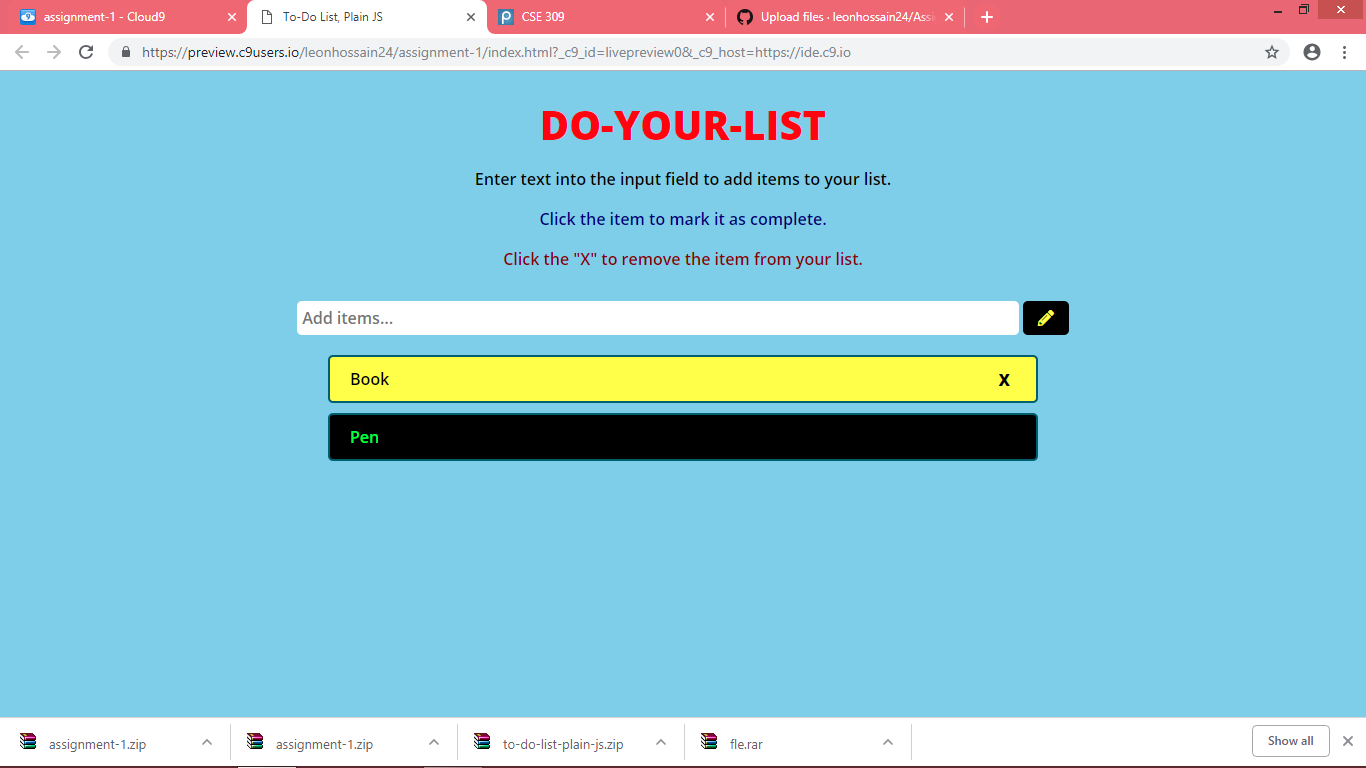 assignment-1 - Cloud9
To-Do List, Plain JS
CSE 309
Upload files · leonhossain24/Assi
https://preview.c9users.io/leonhossain24/assignment-1/index.html?_c9_id=livepreview0&_c9_host=https://ide.c9.io
DO-YOUR-LIST
Enter text into the input field to add items to your list.
Click the item to mark it as complete.
Click the "X" to remove the item from your list.
Add items...
Book X
Pen
assignment-1.zip
assignment-1.zip
to-do-list-plain-js.zip
fle.rar
Show all